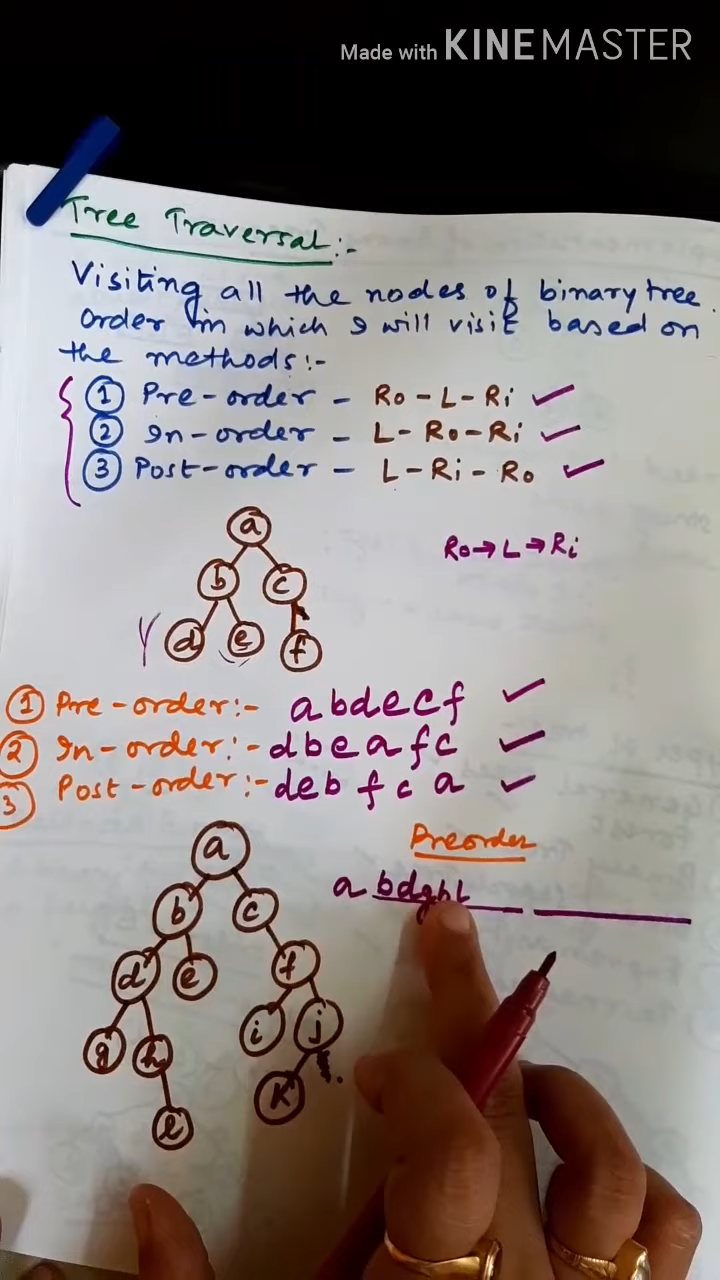 Made with KINEMASTER
Tree Traversal:-
Visiting all the nodes of binary tree.
Order in which I will visit based on
the methods:-
① Pre-order - Ro-L-Ri ✓
② In-order - L-Ro-Ri ✓
③ Post-order - L-Ri-Ro ✓
a
Ro→L→Ri
b c
d e f
① Pre-order:- abdecf ✓
② In-order:- dbeafc ✓
③ Post-order:- debfca ✓
a
Preorder
a bdghl
b c
d e f
g h i j
l k